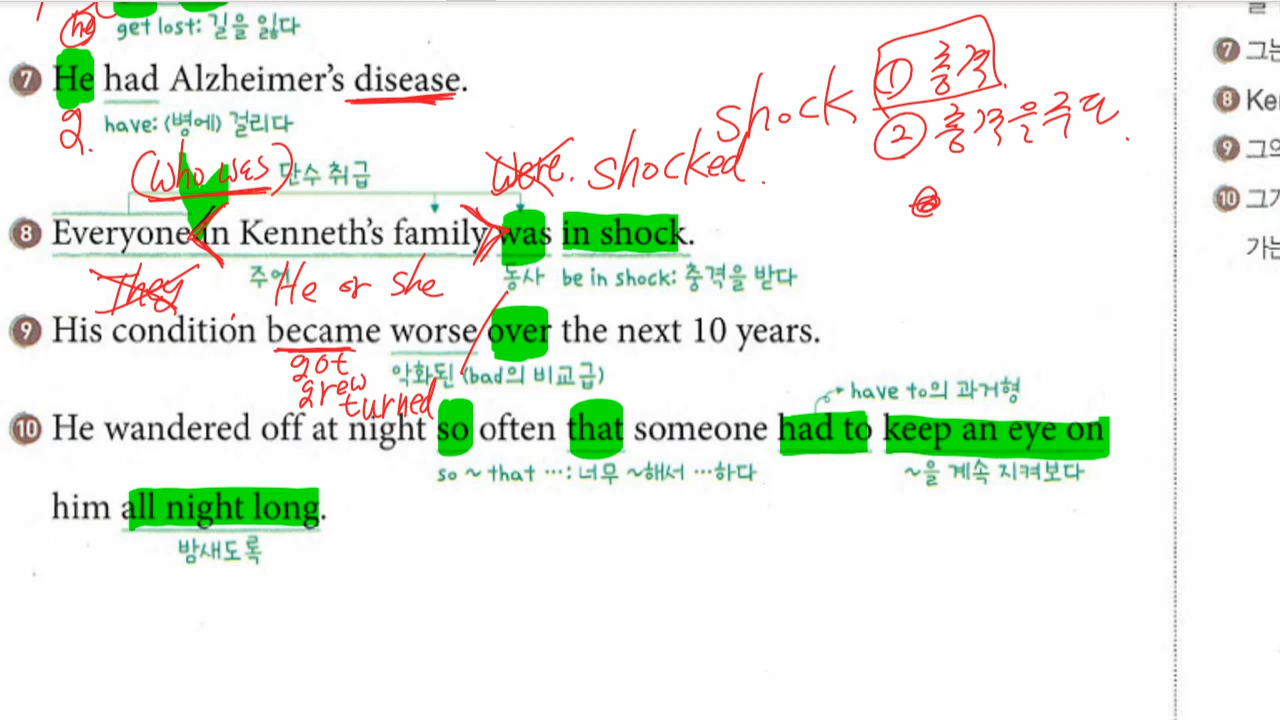 he get lost: 길을 잃다
⑦ He had Alzheimer's disease.
have: (병에) 걸리다
shock ① 충격
② 충격을 주다.
(who was) 단수 취급 were. shocked.
⑧ Everyone in Kenneth's family was in shock.
주어 동사 be in shock: 충격을 받다
They He or she
⑨ His condition became worse over the next 10 years.
got 악화된 (bad의 비교급)
grew
turned
have to의 과거형
⑩ He wandered off at night so often that someone had to keep an eye on
so ~ that …: 너무 ~해서 …하다 ~을 계속 지켜보다
him all night long.
밤새도록
⑦ 그는
⑧ Ke
⑨ 그의
⑩ 그가
가는